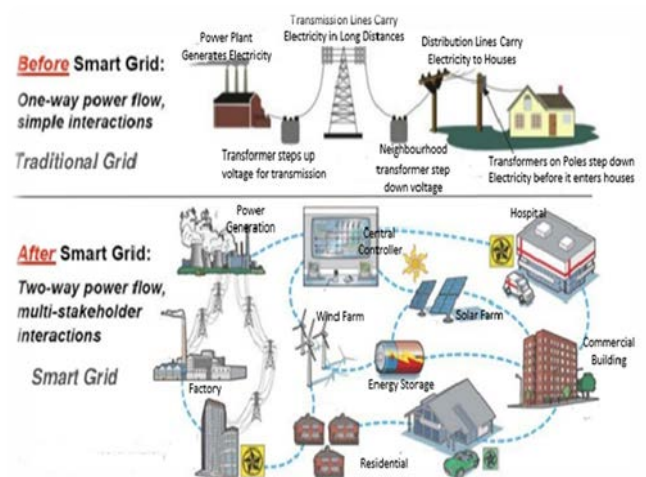 Transmission Lines Carry
Electricity in Long Distances
Power Plant
Generates Electricity
Distribution Lines Carry
Electricity to Houses
Before Smart Grid:
One-way power flow,
simple interactions
Traditional Grid
Transformer steps up
voltage for transmission
Neighbourhood
transformer step
down voltage
Transformers on Poles step down
Electricity before it enters houses
After Smart Grid:
Two-way power flow,
multi-stakeholder
interactions
Smart Grid
Power
Generation
Central
Controller
Hospital
Wind Farm
Solar Farm
Commercial
Building
Energy Storage
Factory
Residential